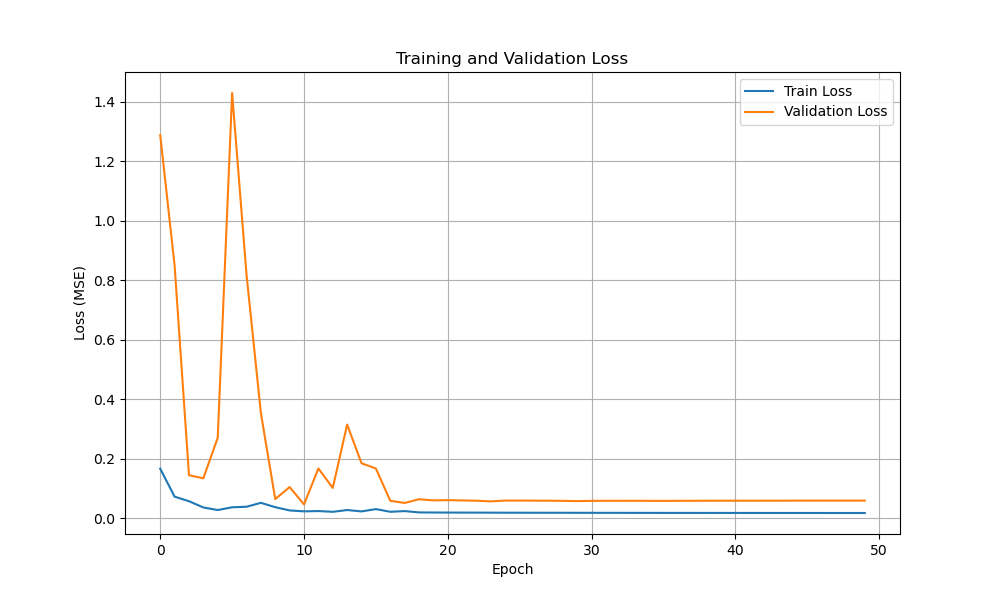 Training and Validation Loss
Train Loss
Validation Loss
1.4
1.2
1.0
0.8
0.6
0.4
0.2
0.0
Loss (MSE)
0 10 20 30 40 50
Epoch